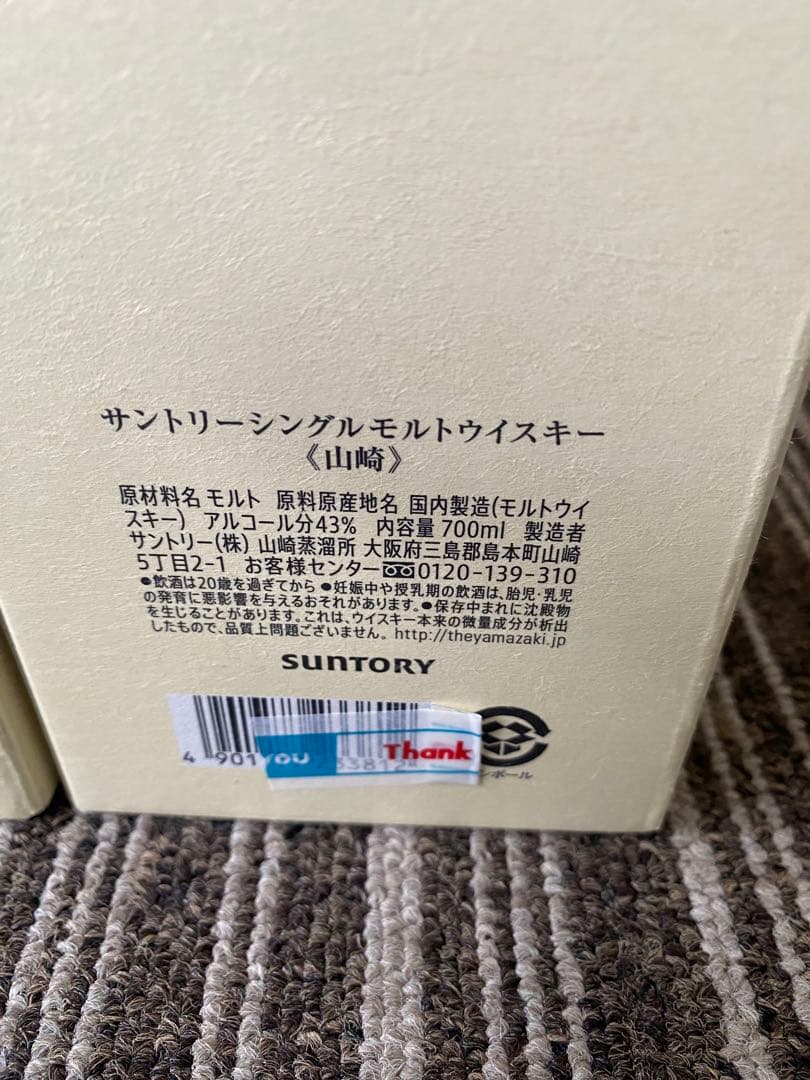 サントリーシングルモルトウイスキー
《山崎》
原材料名 モルト 原料原産地名 国内製造(モルトウイ
スキー) アルコール分43% 内容量 700ml 製造者
サントリー(株) 山崎蒸溜所 大阪府三島郡島本町山崎
5丁目2-1 お客様センター 0120-139-310
●飲酒は20歳を過ぎてから ●妊娠中や授乳期の飲酒は、胎児・乳児
の発育に悪影響を与えるおそれがあります。●保存中まれに沈殿物
を生じることがあります。これは、ウイスキー本来の微量成分が析出
したもので、品質上問題ございません。 http://theyamazaki.jp
SUNTORY
4 901 33812
YOU Thank
ンボール